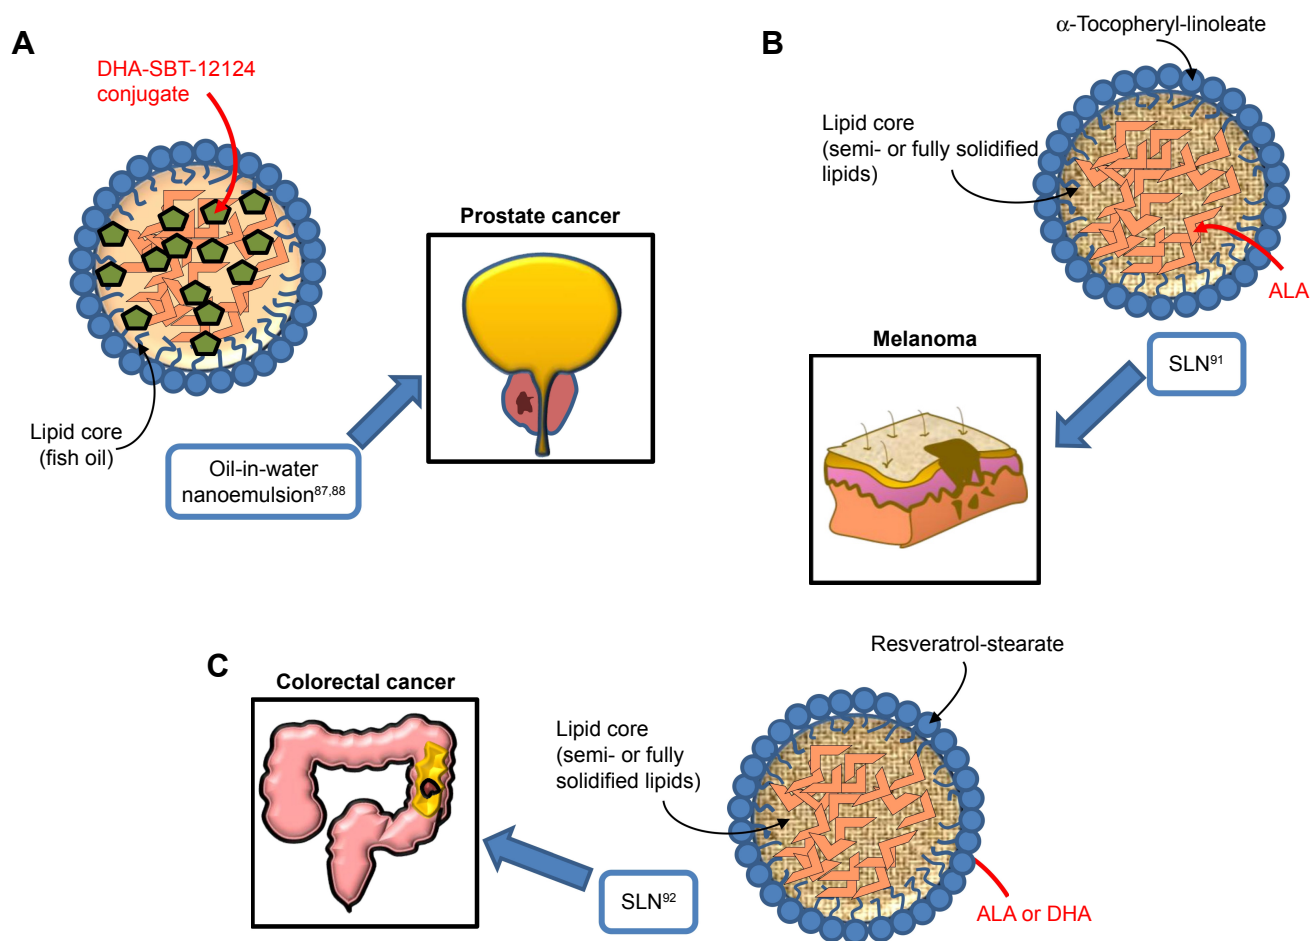 A
DHA-SBT-12124
conjugate
Lipid core
(fish oil)
Oil-in-water
nanoemulsion87,88
Prostate cancer
B
α-Tocopheryl-linoleate
Lipid core
(semi- or fully solidified
lipids)
ALA
SLN91
Melanoma
C
Colorectal cancer
Resveratrol-stearate
Lipid core
(semi- or fully
solidified lipids)
SLN92
ALA or DHA